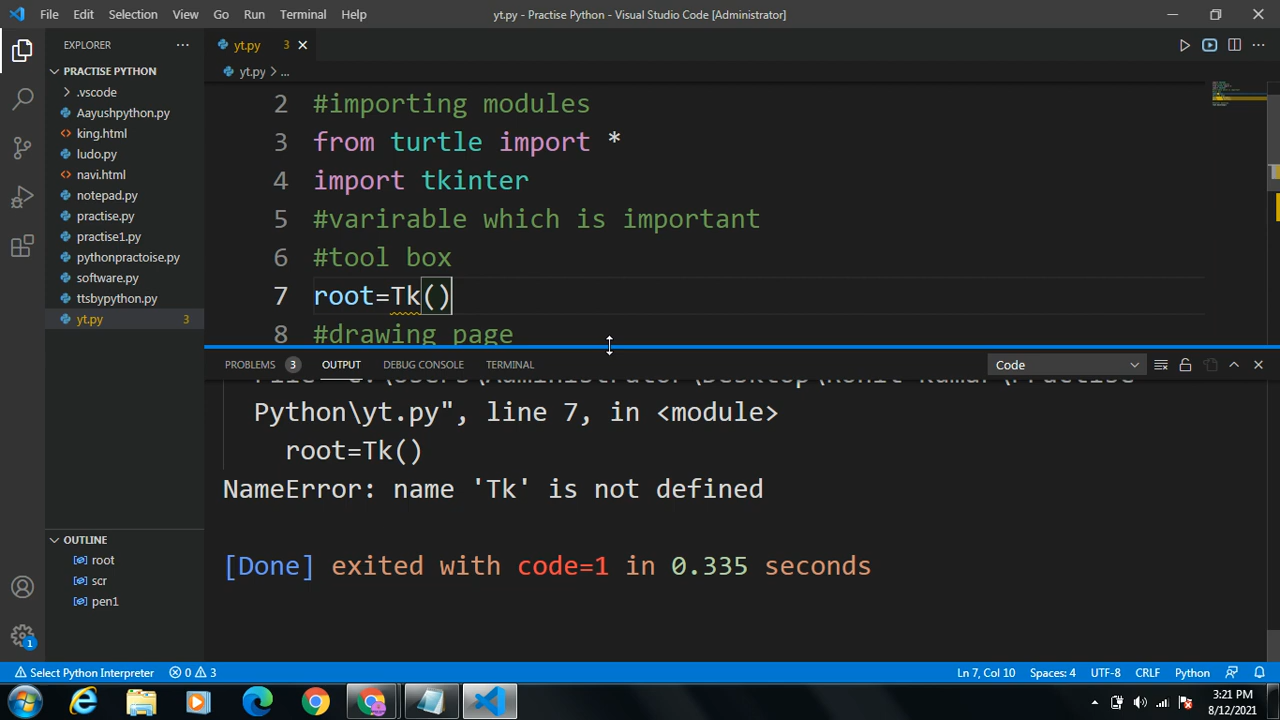 File Edit Selection View Go Run Terminal Help
yt.py - Practise Python - Visual Studio Code [Administrator]
EXPLORER
PRACTISE PYTHON
.vscode
Aayushpython.py
king.html
ludo.py
navi.html
notepad.py
practise.py
practise1.py
pythonpractoise.py
software.py
ttsbypython.py
yt.py 3
OUTLINE
root
scr
pen1
yt.py 3
yt.py > ...
2 #importing modules
3 from turtle import *
4 import tkinter
5 #varirable which is important
6 #tool box
7 root=Tk()
8 #drawing page
PROBLEMS 3 OUTPUT DEBUG CONSOLE TERMINAL
Code
Python\yt.py", line 7, in <module>
root=Tk()
NameError: name 'Tk' is not defined
[Done] exited with code=1 in 0.335 seconds
1
Select Python Interpreter 0 3
Ln 7, Col 10 Spaces: 4 UTF-8 CRLF Python
3:21 PM
8/12/2021